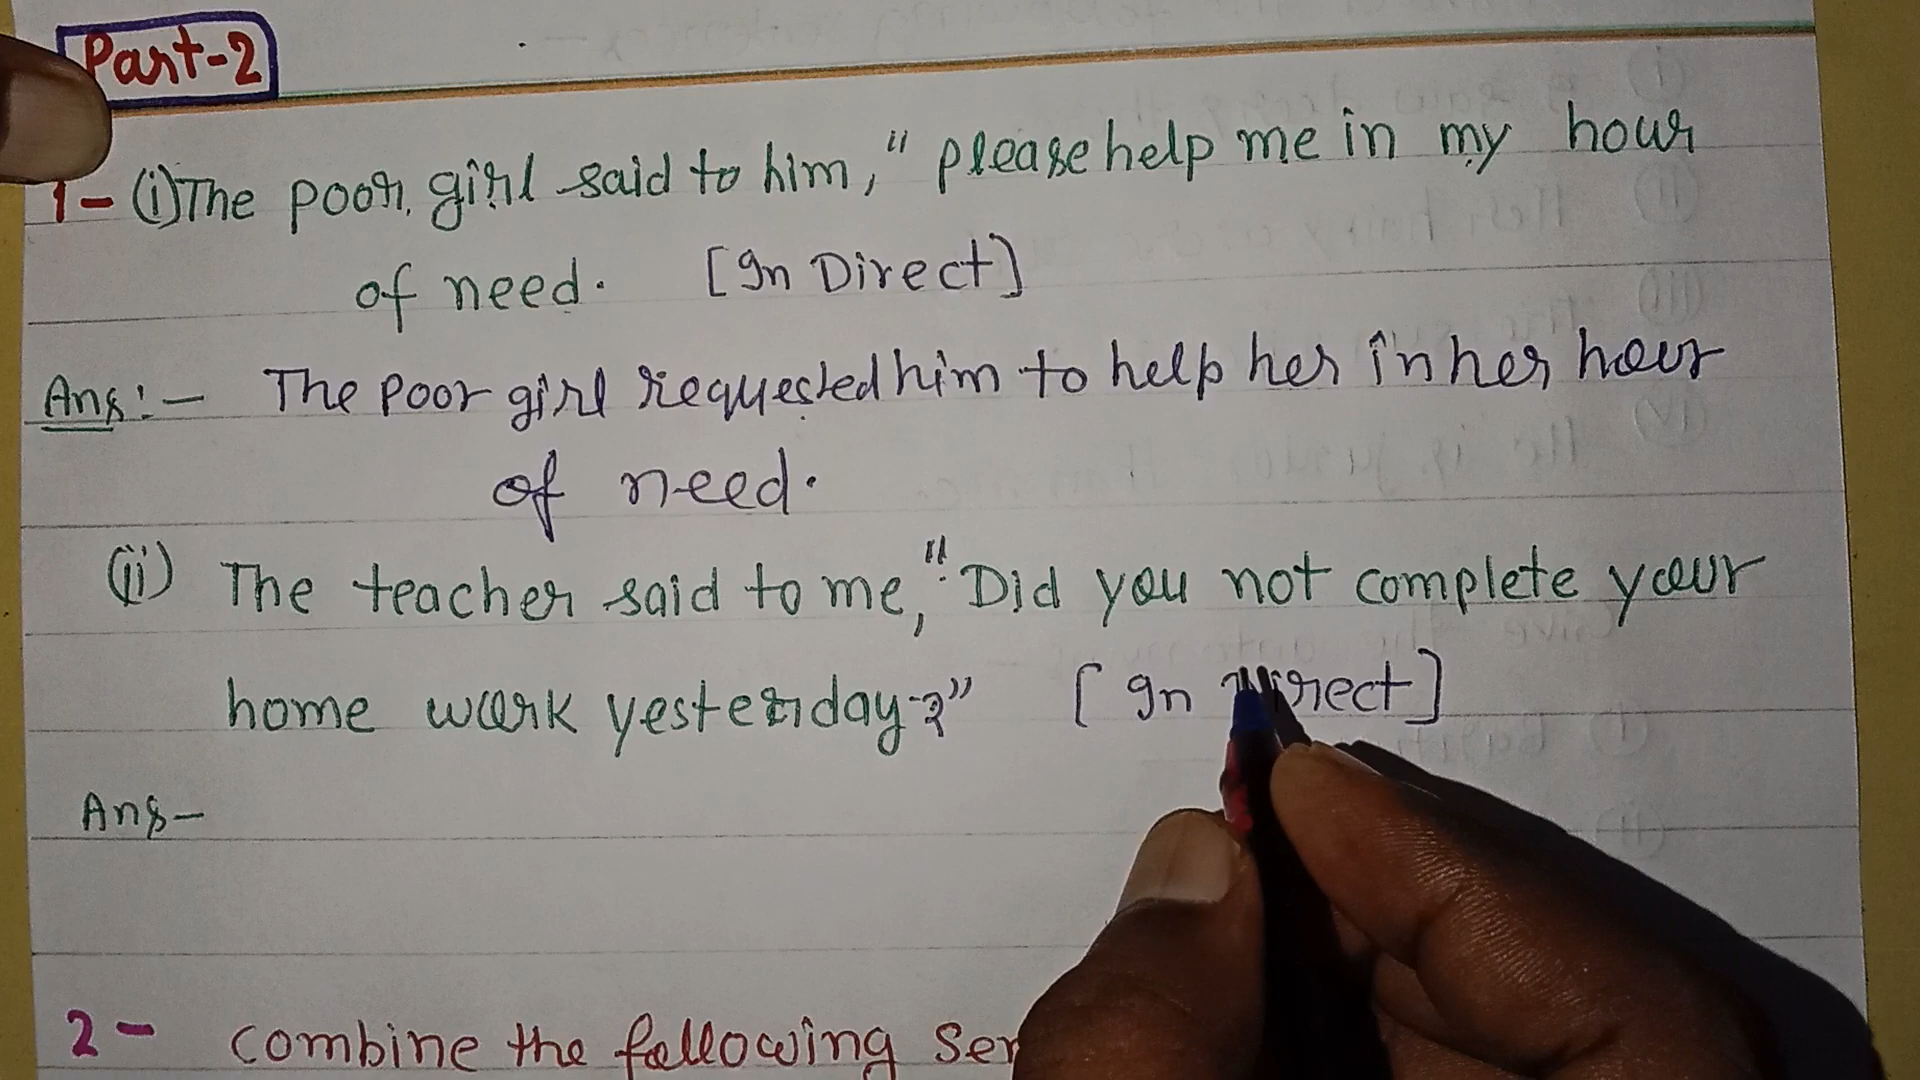 Part-2
1- (i) The poor girl said to him, " please help me in my hour
of need. [In Direct]
Ans:- The poor girl requested him to help her in her hour
of need.
(ii) The teacher said to me, " Did you not complete your
home work yesterday?" [In Direct]
Ans-
2- Combine the following